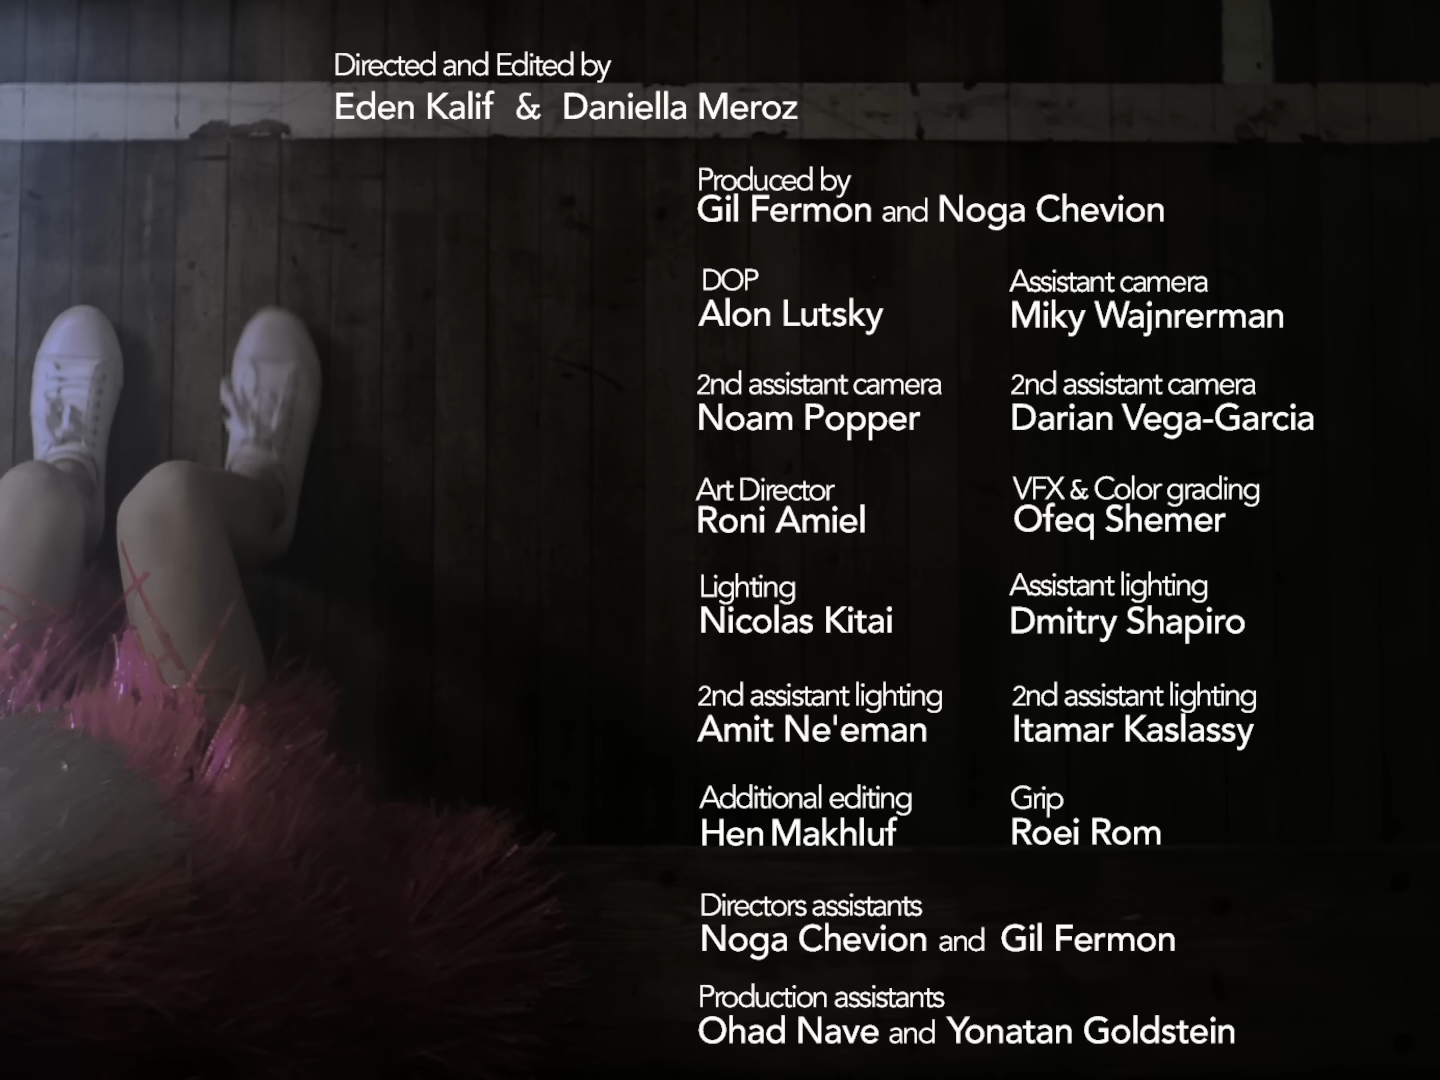 Directed and Edited by
Eden Kalif & Daniella Meroz
Produced by
Gil Fermon and Noga Chevion
DOP
Alon Lutsky
Assistant camera
Miky Wajnrerman
2nd assistant camera
Noam Popper
2nd assistant camera
Darian Vega-Garcia
Art Director
Roni Amiel
VFX & Color grading
Ofeq Shemer
Lighting
Nicolas Kitai
Assistant lighting
Dmitry Shapiro
2nd assistant lighting
Amit Ne'eman
2nd assistant lighting
Itamar Kaslassy
Additional editing
Hen Makhluf
Grip
Roei Rom
Directors assistants
Noga Chevion and Gil Fermon
Production assistants
Ohad Nave and Yonatan Goldstein